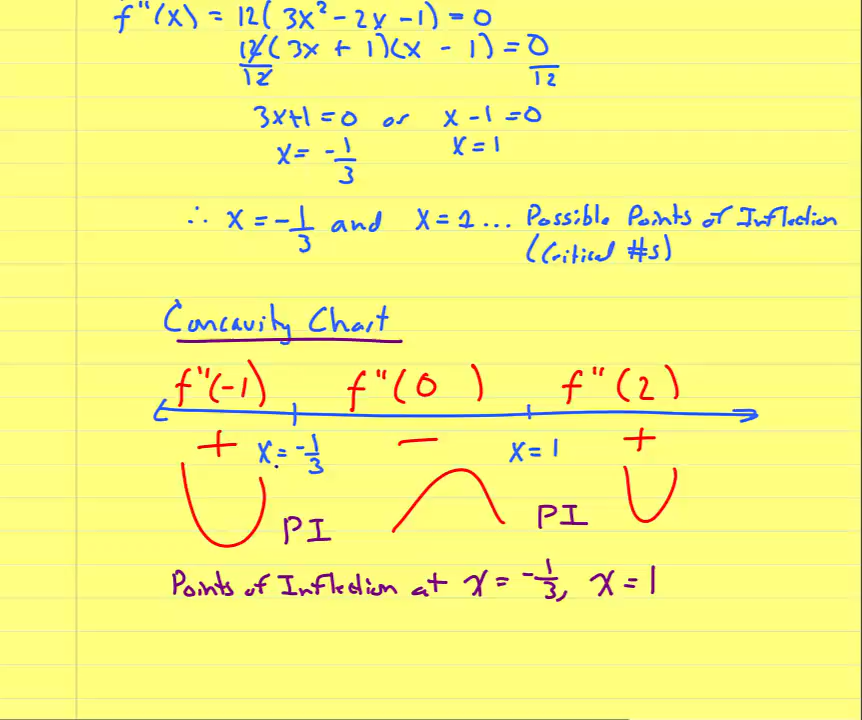 f"(x) = 12(3x² - 2x - 1) = 0
12(3x + 1)(x - 1) = 0
12 12
3x+1 = 0 or x - 1 = 0
x = -1/3 x = 1
∴ x = -1/3 and x = 1 ... Possible Points of Inflection
(Critical #s)
Concavity Chart
f"(-1) f"(0) f"(2)
+ x = -1/3 - x = 1 +
PI PI
Points of Inflection at x = -1/3, x = 1